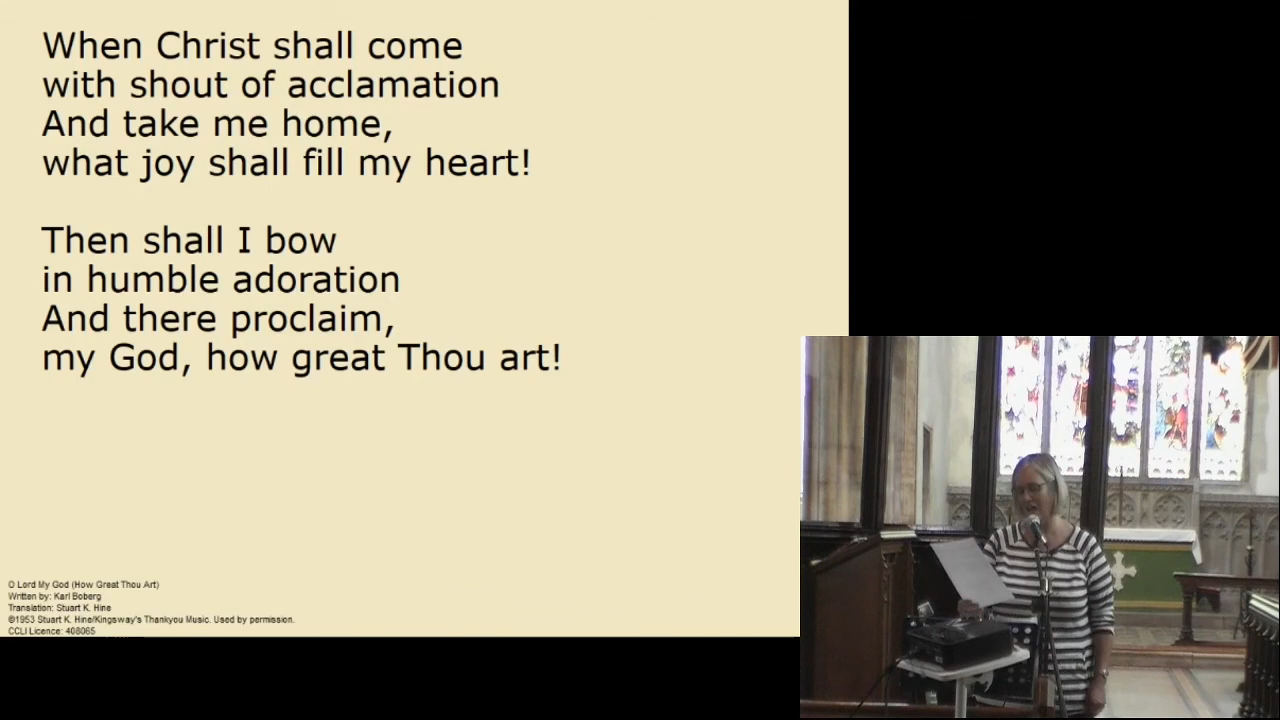 When Christ shall come
with shout of acclamation
And take me home,
what joy shall fill my heart!
Then shall I bow
in humble adoration
And there proclaim,
my God, how great Thou art!
O Lord My God (How Great Thou Art)
Written by: Karl Boberg
Translation: Stuart K. Hine
©1953 Stuart K. Hine/Kingsway's Thankyou Music. Used by permission.
CCLI Licence: 408065